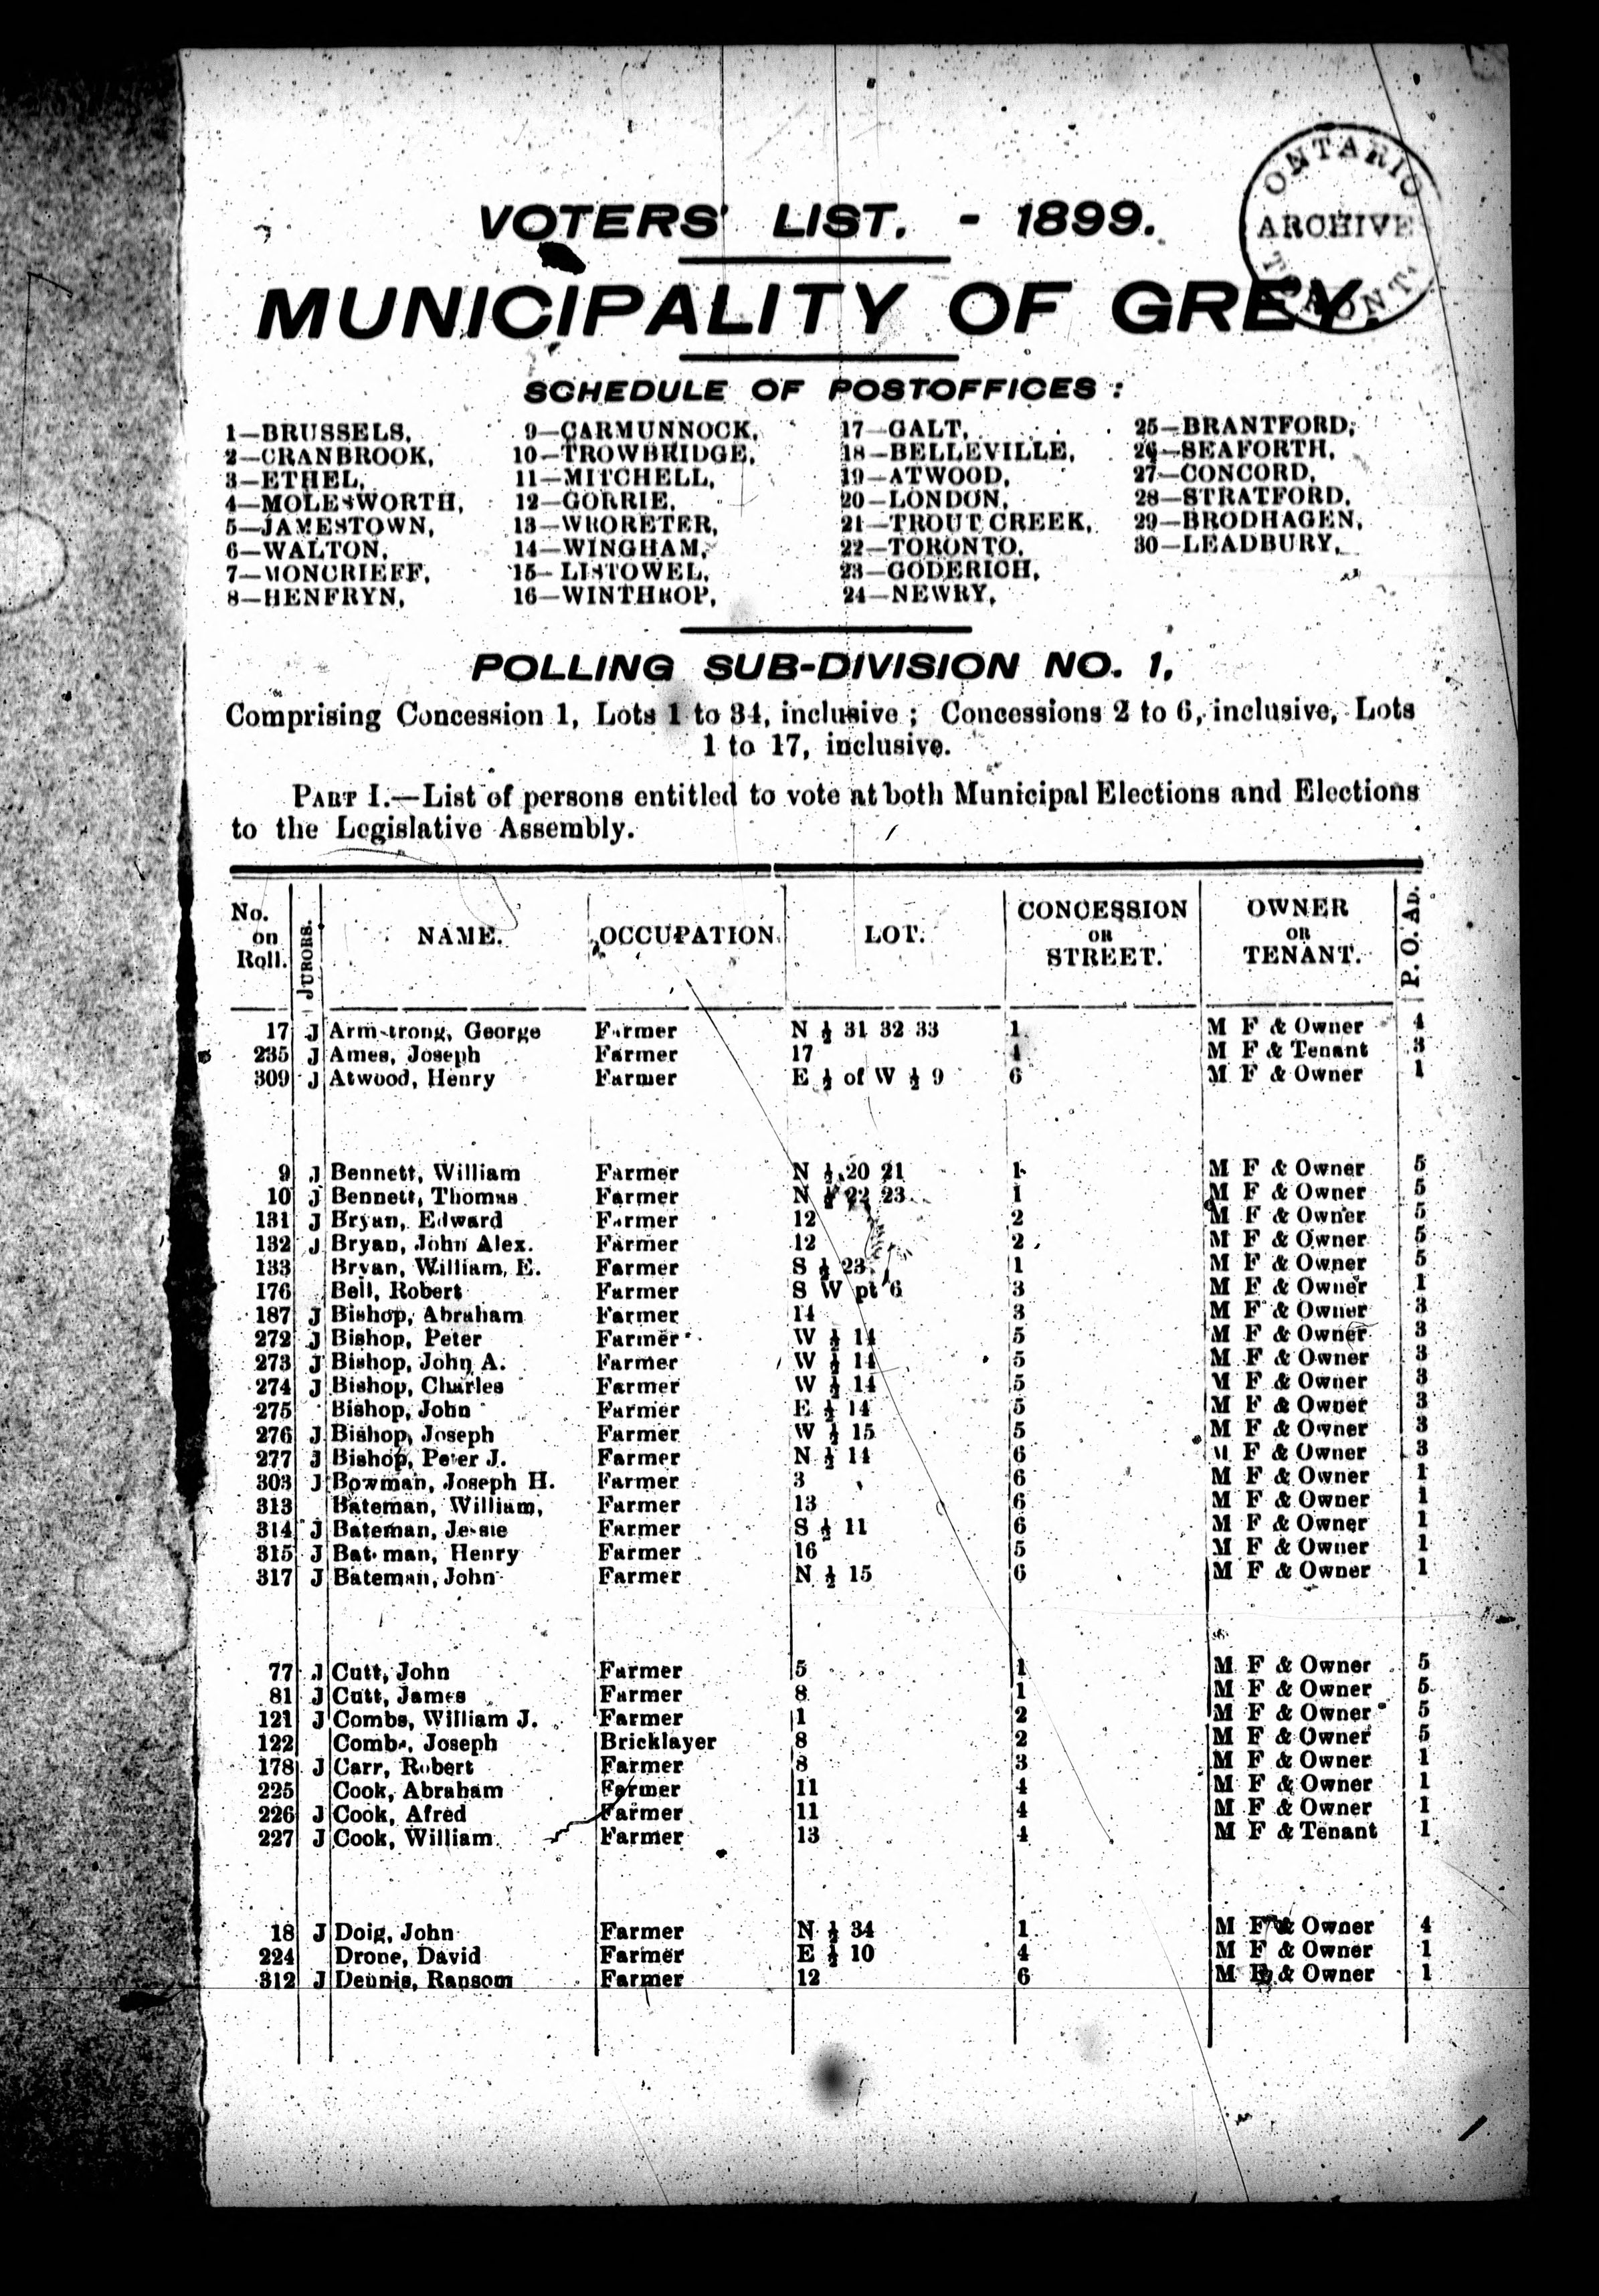 ONTARIO
ARCHIVE
VOTERS' LIST. - 1899.
MUNICIPALITY OF GREY.
SCHEDULE OF POSTOFFICES :
1—BRUSSELS, 9—CARMUNNOCK, 17—GALT, 25—BRANTFORD,
2—CRANBROOK, 10—TROWBRIDGE, 18—BELLEVILLE, 26—SEAFORTH,
3—ETHEL, 11—MITCHELL, 19—ATWOOD, 27—CONCORD,
4—MOLESWORTH, 12—GORRIE, 20—LONDON, 28—STRATFORD,
5—JAMESTOWN, 13—WRORETER, 21—TROUT CREEK, 29—BRODHAGEN,
6—WALTON, 14—WINGHAM, 22—TORONTO, 30—LEADBURY,
7—MONCRIEFF, 15—LISTOWEL, 23—GODERICH,
8—HENFRYN, 16—WINTHROP, 24—NEWRY,
POLLING SUB-DIVISION NO. 1,
Comprising Concession 1, Lots 1 to 34, inclusive ; Concessions 2 to 6, inclusive, Lots
1 to 17, inclusive.
PART I.—List of persons entitled to vote at both Municipal Elections and Elections
to the Legislative Assembly.
No. on Roll. JURORS. NAME. OCCUPATION. LOT. CONCESSION OR STREET. OWNER OR TENANT. P. O. AD.
17 J Armstrong, George Farmer N ½ 31 32 33 1 M F & Owner 4
235 J Ames, Joseph Farmer 17 4 M F & Tenant 3
309 J Atwood, Henry Farmer E ½ of W ½ 9 6 M F & Owner 1
9 J Bennett, William Farmer N ½ 20 21 1 M F & Owner 5
10 J Bennett, Thomas Farmer N ½ 22 23 1 M F & Owner 5
131 J Bryan, Edward Farmer 12 2 M F & Owner 5
132 J Bryan, John Alex. Farmer 12 2 M F & Owner 5
133 Bryan, William, E. Farmer S ½ 23 1 M F & Owner 5
176 Bell, Robert Farmer S W pt 6 3 M F & Owner 1
187 J Bishop, Abraham Farmer 14 3 M F & Owner 3
272 J Bishop, Peter Farmer W ½ 14 5 M F & Owner 3
273 J Bishop, John A. Farmer W ½ 14 5 M F & Owner 3
274 J Bishop, Charles Farmer W ½ 14 5 M F & Owner 3
275 Bishop, John Farmer E ½ 14 5 M F & Owner 3
276 J Bishop, Joseph Farmer W ½ 15 5 M F & Owner 3
277 J Bishop, Peter J. Farmer N ½ 14 6 M F & Owner 3
303 J Bowman, Joseph H. Farmer 3 6 M F & Owner 1
313 Bateman, William, Farmer 13 6 M F & Owner 1
314 J Bateman, Jessie Farmer S ½ 11 6 M F & Owner 1
315 J Bateman, Henry Farmer 16 5 M F & Owner 1
317 J Bateman, John Farmer N ½ 15 6 M F & Owner 1
77 J Cutt, John Farmer 5 1 M F & Owner 5
81 J Cutt, James Farmer 8 1 M F & Owner 5
121 J Combs, William J. Farmer 1 2 M F & Owner 5
122 Combs, Joseph Bricklayer 8 2 M F & Owner 5
178 J Carr, Robert Farmer 8 3 M F & Owner 1
225 Cook, Abraham Farmer 11 4 M F & Owner 1
226 J Cook, Afred Farmer 11 4 M F & Owner 1
227 J Cook, William Farmer 13 4 M F & Tenant 1
18 J Doig, John Farmer N ½ 34 1 M F & Owner 4
224 Drone, David Farmer E ½ 10 4 M F & Owner 1
312 J Dennis, Ransom Farmer 12 6 M F & Owner 1